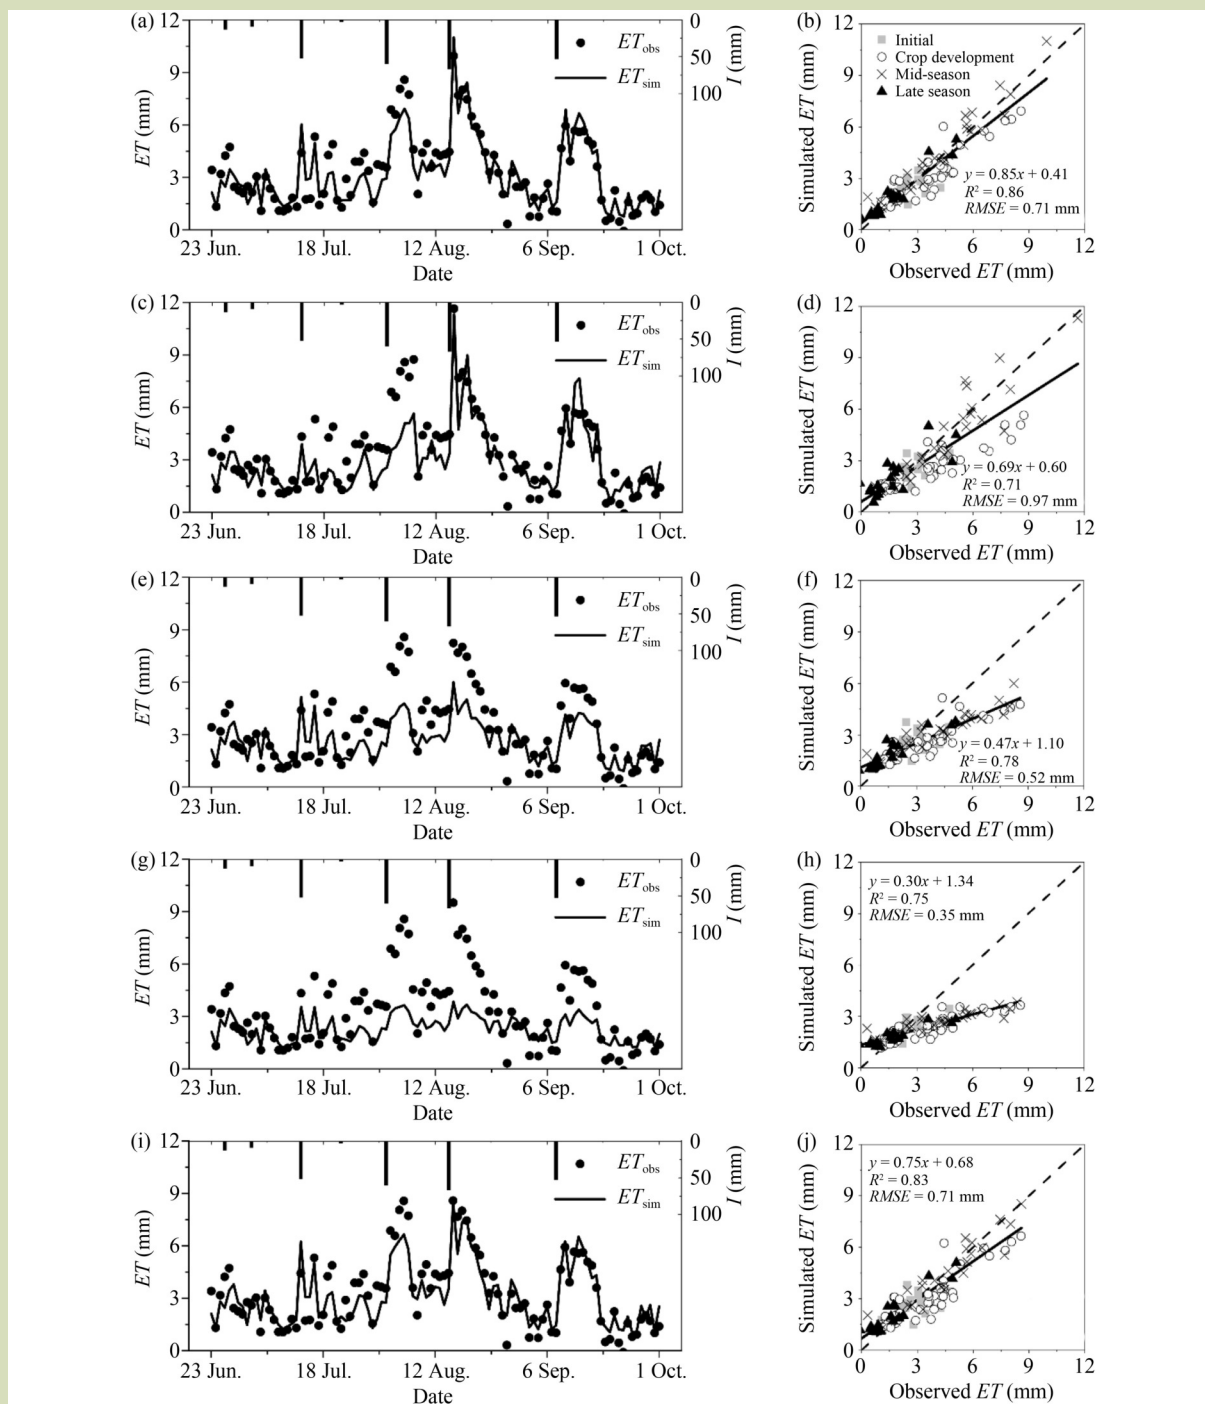 (a)
12
9
6
3
0
ET (mm)
ETobs
ETsim
0
50
100
I (mm)
23 Jun.
18 Jul.
12 Aug.
6 Sep.
1 Oct.
Date
(b)
12
9
6
3
0
Simulated ET (mm)
Initial
Crop development
Mid-season
Late season
y = 0.85x + 0.41
R² = 0.86
RMSE = 0.71 mm
0
3
6
9
12
Observed ET (mm)
(c)
12
9
6
3
0
ET (mm)
ETobs
ETsim
0
50
100
I (mm)
23 Jun.
18 Jul.
12 Aug.
6 Sep.
1 Oct.
Date
(d)
12
9
6
3
0
Simulated ET (mm)
y = 0.69x + 0.60
R² = 0.71
RMSE = 0.97 mm
0
3
6
9
12
Observed ET (mm)
(e)
12
9
6
3
0
ET (mm)
ETobs
ETsim
0
50
100
I (mm)
23 Jun.
18 Jul.
12 Aug.
6 Sep.
1 Oct.
Date
(f)
12
9
6
3
0
Simulated ET (mm)
y = 0.47x + 1.10
R² = 0.78
RMSE = 0.52 mm
0
3
6
9
12
Observed ET (mm)
(g)
12
9
6
3
0
ET (mm)
ETobs
ETsim
0
50
100
I (mm)
23 Jun.
18 Jul.
12 Aug.
6 Sep.
1 Oct.
Date
(h)
12
9
6
3
0
Simulated ET (mm)
y = 0.30x + 1.34
R² = 0.75
RMSE = 0.35 mm
0
3
6
9
12
Observed ET (mm)
(i)
12
9
6
3
0
ET (mm)
ETobs
ETsim
0
50
100
I (mm)
23 Jun.
18 Jul.
12 Aug.
6 Sep.
1 Oct.
Date
(j)
12
9
6
3
0
Simulated ET (mm)
y = 0.75x + 0.68
R² = 0.83
RMSE = 0.71 mm
0
3
6
9
12
Observed ET (mm)